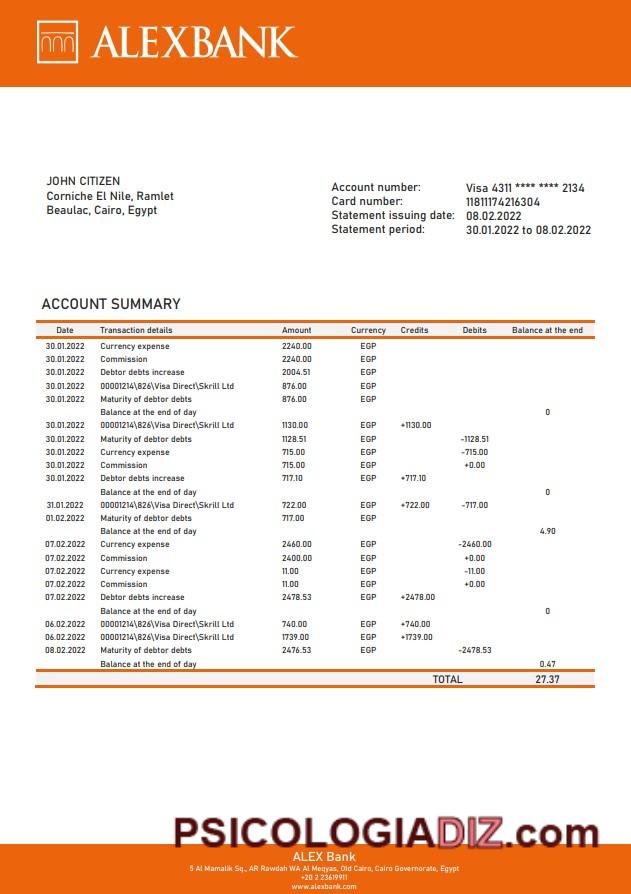 ALEXBANK
JOHN CITIZEN
Corniche El Nile, Ramlet
Beaulac, Cairo, Egypt
Account number: Visa 4311 **** **** 2134
Card number: 11811174216304
Statement issuing date: 08.02.2022
Statement period: 30.01.2022 to 08.02.2022
ACCOUNT SUMMARY
Date Transaction details Amount Currency Credits Debits Balance at the end
30.01.2022 Currency expense 2240.00 EGP
30.01.2022 Commission 2240.00 EGP
30.01.2022 Debtor debts increase 2004.51 EGP
30.01.2022 00001214\826\Visa Direct\Skrill Ltd 876.00 EGP
30.01.2022 Maturity of debtor debts 876.00 EGP
Balance at the end of day 0
30.01.2022 00001214\826\Visa Direct\Skrill Ltd 1130.00 EGP +1130.00
30.01.2022 Maturity of debtor debts 1128.51 EGP -1128.51
30.01.2022 Currency expense 715.00 EGP -715.00
30.01.2022 Commission 715.00 EGP +0.00
30.01.2022 Debtor debts increase 717.10 EGP +717.10
Balance at the end of day 0
31.01.2022 00001214\826\Visa Direct\Skrill Ltd 722.00 EGP +722.00 -717.00
01.02.2022 Maturity of debtor debts 717.00 EGP
Balance at the end of day 4.90
07.02.2022 Currency expense 2460.00 EGP -2460.00
07.02.2022 Commission 2400.00 EGP +0.00
07.02.2022 Currency expense 11.00 EGP -11.00
07.02.2022 Commission 11.00 EGP +0.00
07.02.2022 Debtor debts increase 2478.53 EGP +2478.00
Balance at the end of day 0
06.02.2022 00001214\826\Visa Direct\Skrill Ltd 740.00 EGP +740.00
06.02.2022 00001214\826\Visa Direct\Skrill Ltd 1739.00 EGP +1739.00
08.02.2022 Maturity of debtor debts 2476.53 EGP -2478.53
Balance at the end of day 0.47
TOTAL 27.37
PSICOLOGIADIZ.com
ALEX Bank
5 Al Mamalik Sq., AR Rawdah WA Al Meqyas, Old Cairo, Cairo Governorate, Egypt
+20 2 23619911
www.alexbank.com